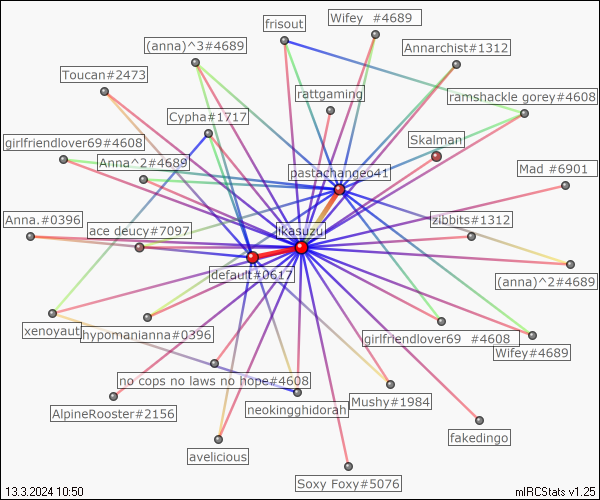 frisout
Wifey  #4689
(anna)^3#4689
Annarchist#1312
Toucan#2473
rattgaming
ramshackle gorey#4608
Cypha#1717
girlfriendlover69#4608
Skalman
Anna^2#4689
pastachangeo41
Mad #6901
Anna.#0396
ace deucy#7097
ikasuzu
zibbits#1312
default#0617
(anna)^2#4689
xenoyaut
hypomanianna#0396
girlfriendlover69  #4608
Wifey#4689
no cops no laws no hope#4608
AlpineRooster#2156
neokingghidorah
Mushy#1984
fakedingo
avelicious
Soxy Foxy#5076
13.3.2024 10:50
mIRCStats v1.25